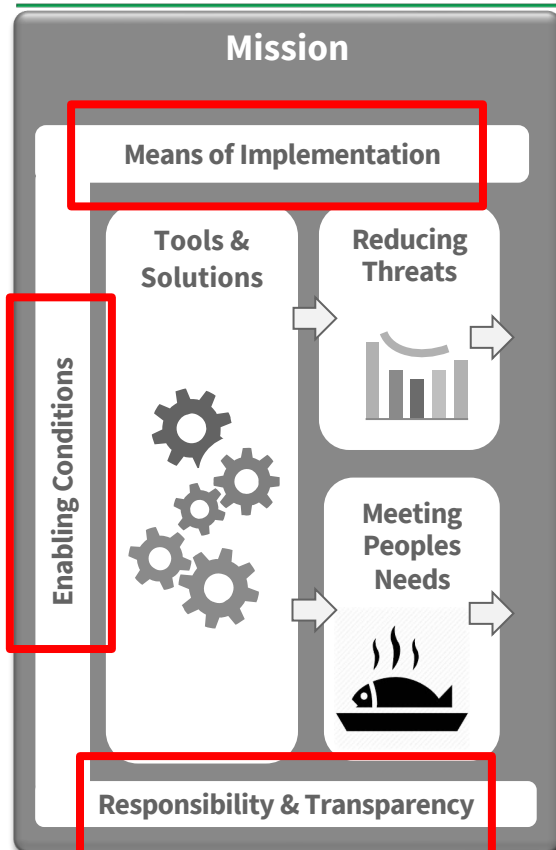 Mission
Means of Implementation
Tools &
Solutions
Reducing
Threats
Enabling Conditions
Meeting
Peoples
Needs
Responsibility & Transparency